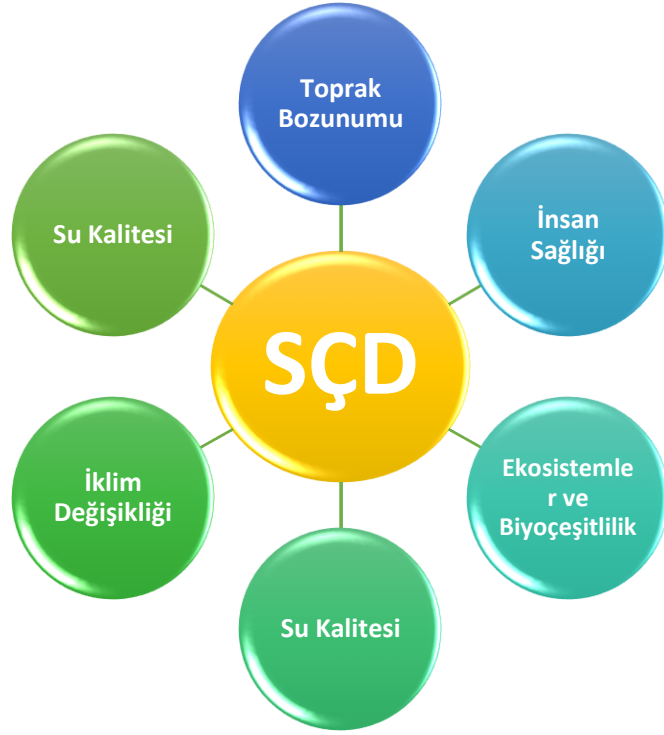 Toprak
Bozunumu
Su Kalitesi
İnsan
Sağlığı
SÇD
İklim
Değişikliği
Ekosistemle
r ve
Biyoçeşitlilik
Su Kalitesi